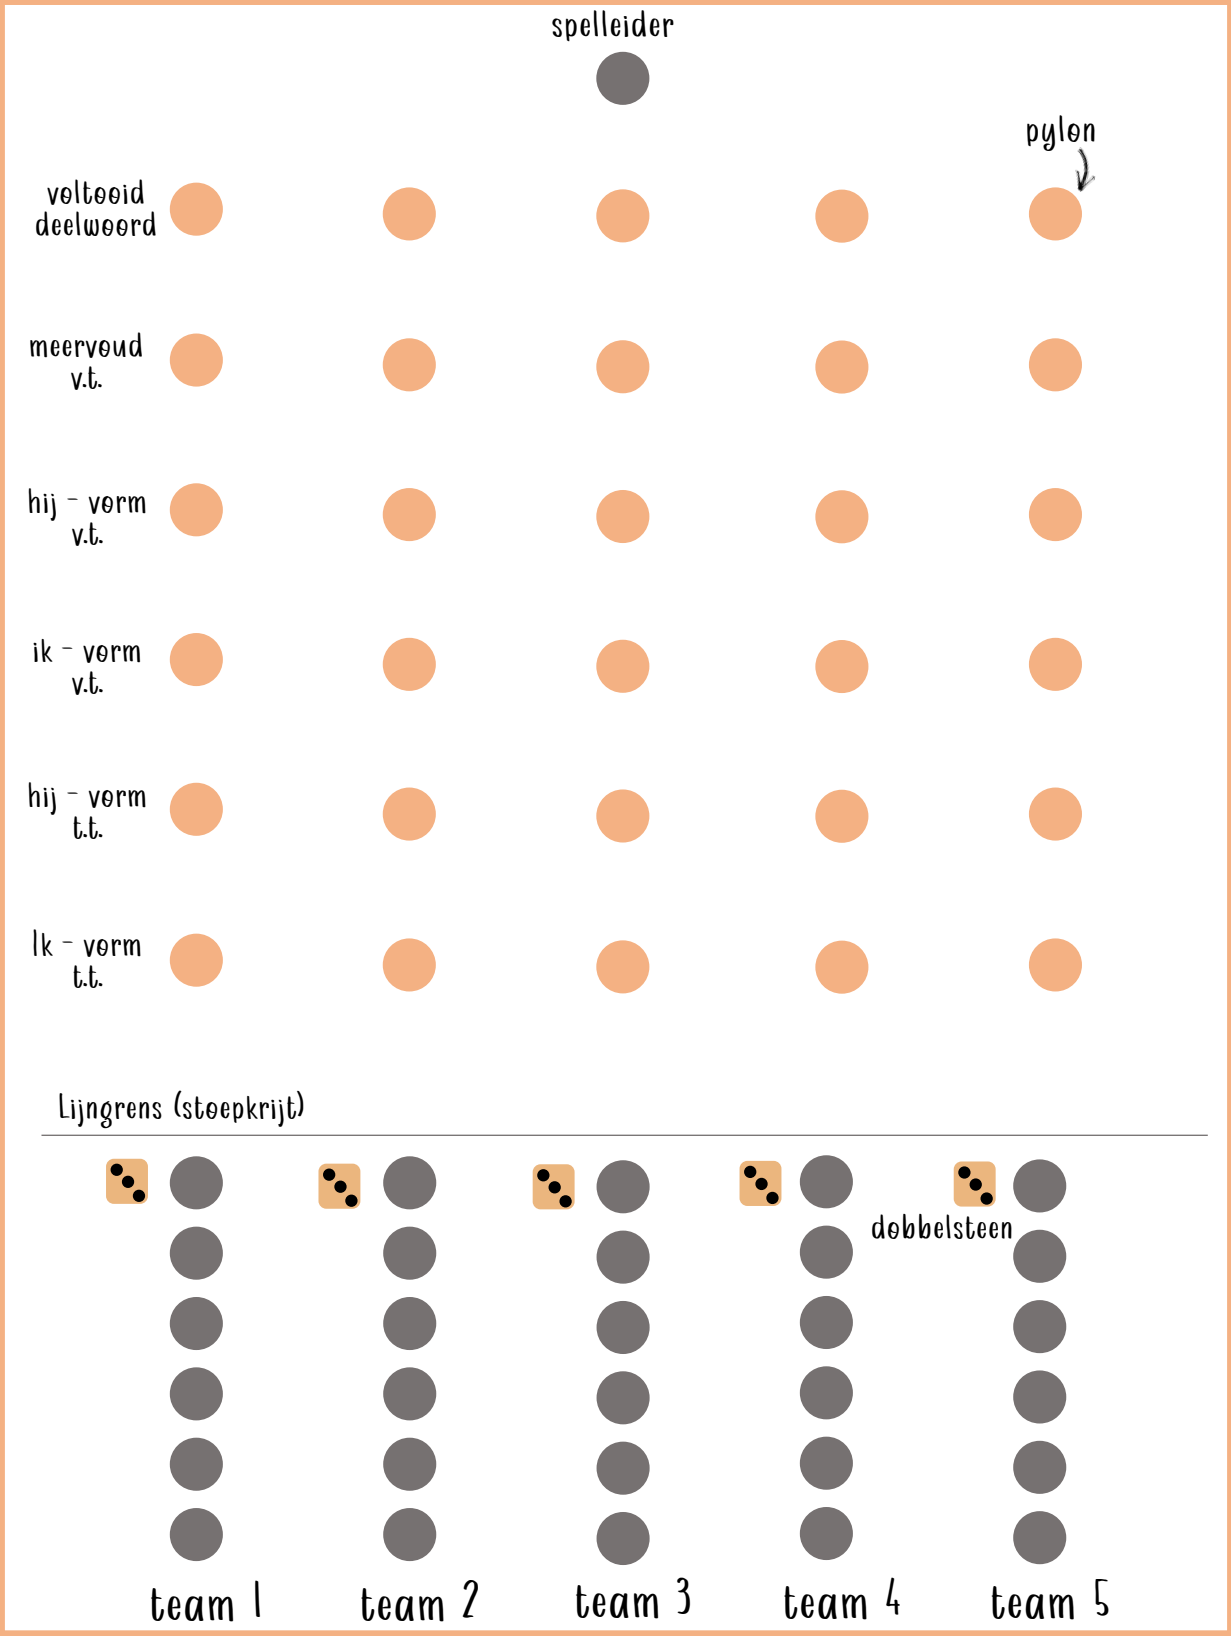 spelleider
pylon
voltooid
deelwoord
meervoud
v.t.
hij - vorm
v.t.
ik - vorm
v.t.
hij - vorm
t.t.
Ik - vorm
t.t.
Lijngrens (stoepkrijt)
dobbelsteen
team 1
team 2
team 3
team 4
team 5